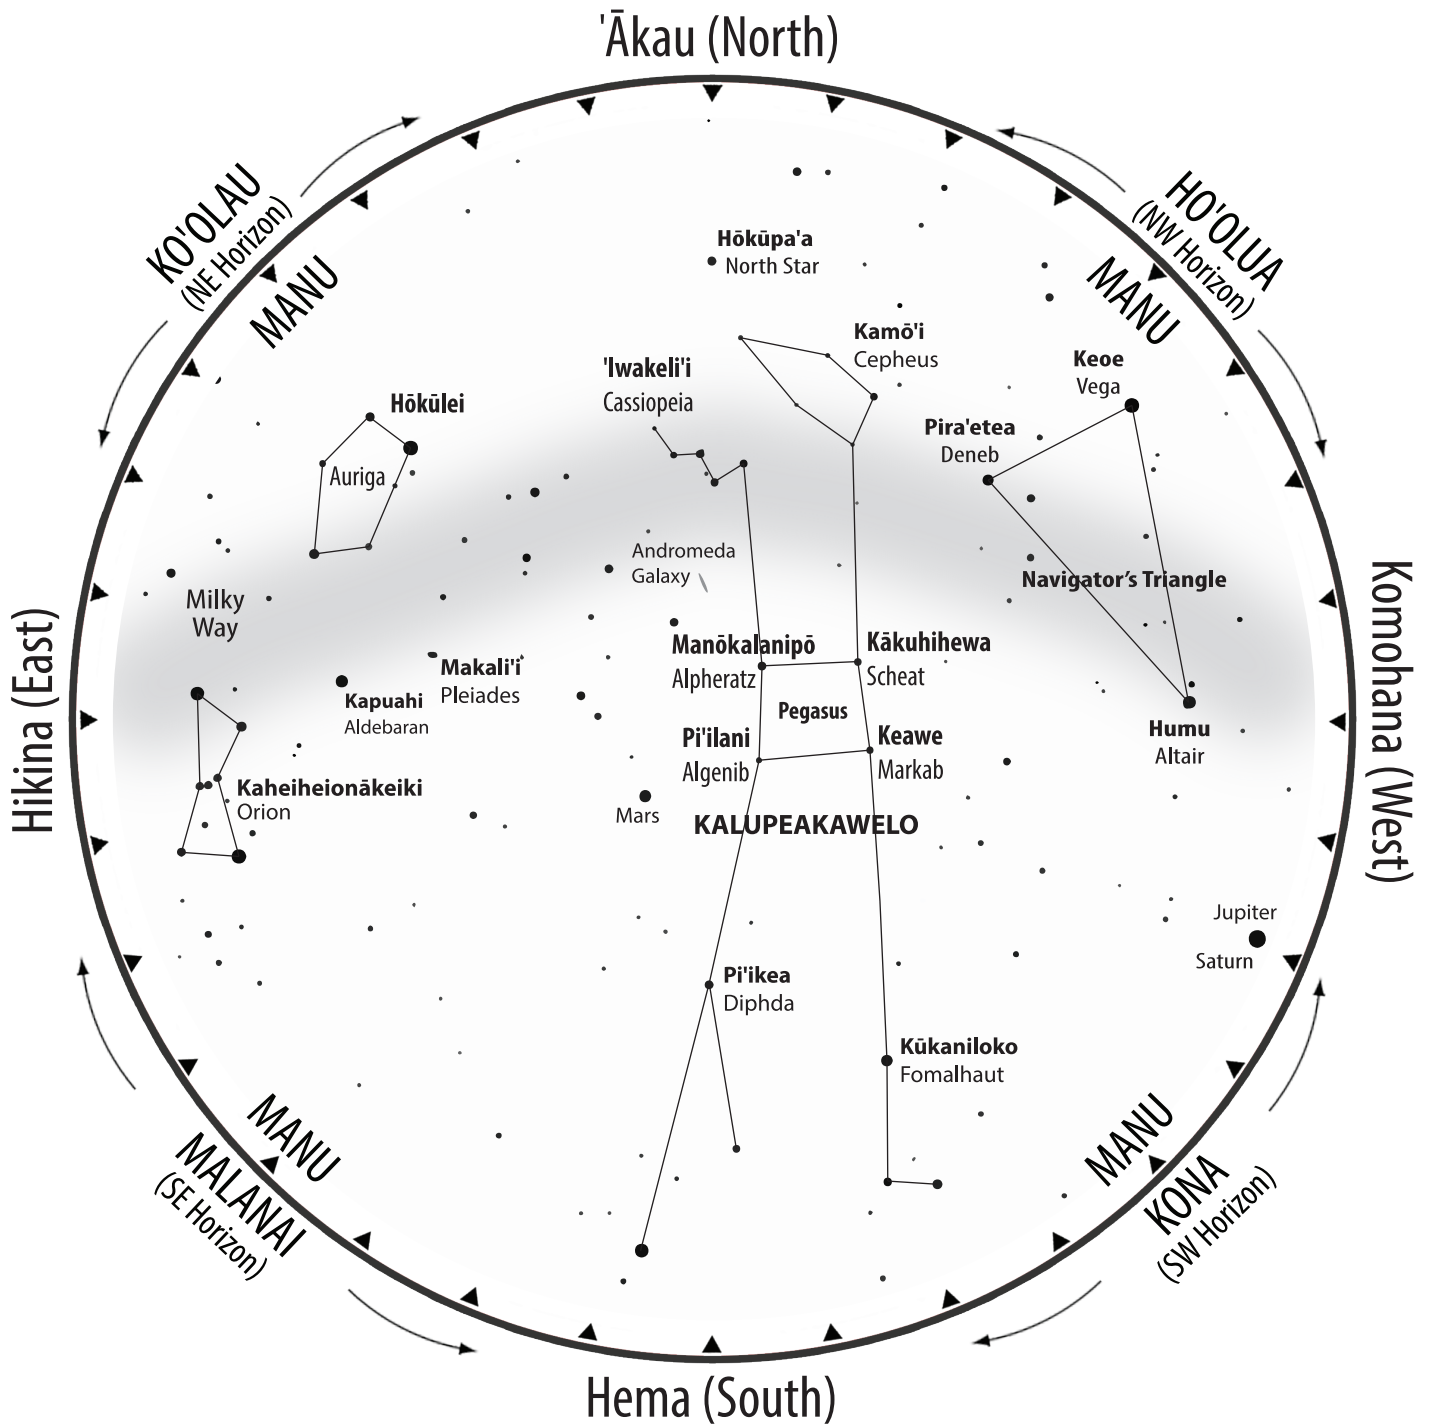 'Ākau (North)
KO'OLAU
(NE Horizon)
MANU
HO'OLUA
(NW Horizon)
MANU
Hōkūpa'a
North Star
Kamō'i
Cepheus
Keoe
Vega
'Iwakeli'i
Cassiopeia
Hōkūlei
Auriga
Pira'etea
Deneb
Andromeda
Galaxy
Navigator's Triangle
Milky
Way
Manōkalanipō
Alpheratz
Kākuhihewa
Scheat
Makali'i
Pleiades
Kapuahi
Aldebaran
Pegasus
Pi'ilani
Algenib
Keawe
Markab
Humu
Altair
Kaheiheionākeiki
Orion
Mars
KALUPEAKAWELO
Hikina (East)
Komohana (West)
Jupiter
Saturn
Pi'ikea
Diphda
Kūkaniloko
Fomalhaut
MANU
MALANAI
(SE Horizon)
MANU
KONA
(SW Horizon)
Hema (South)